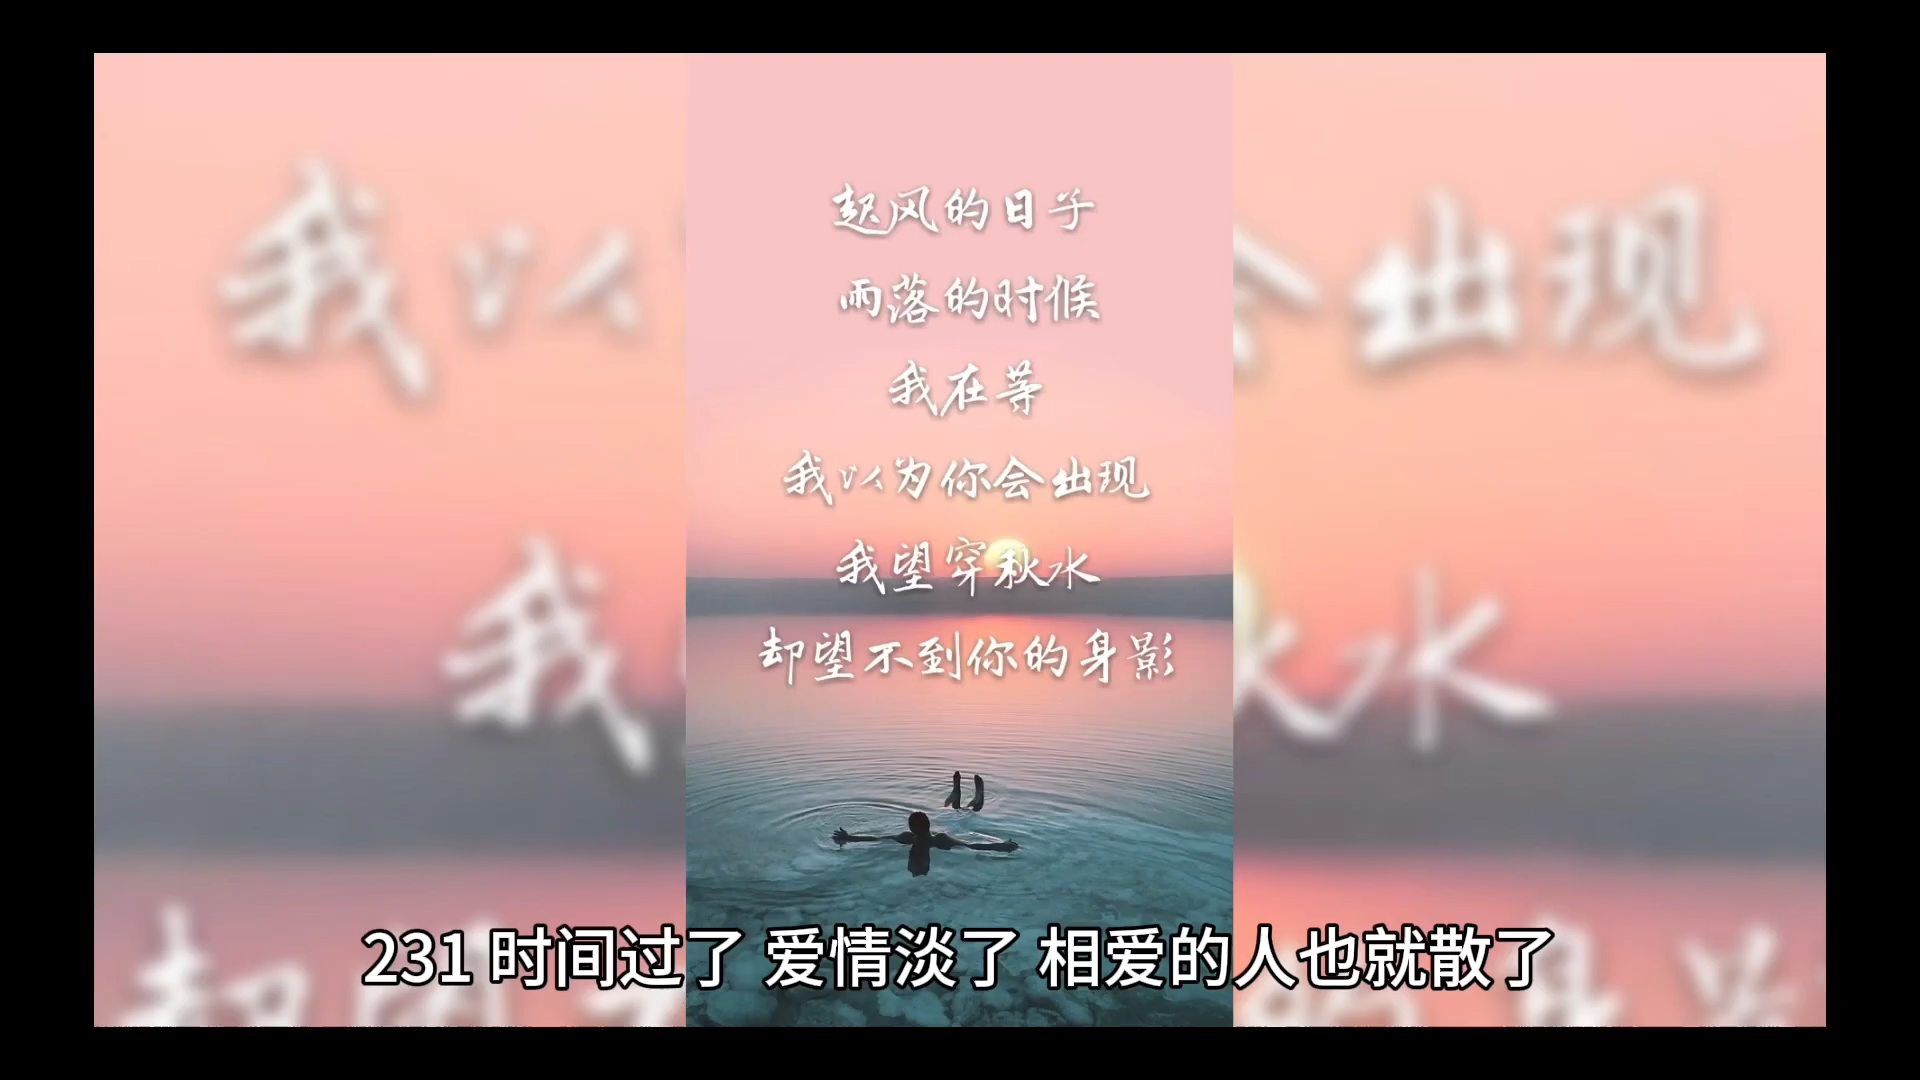 起风的日子
雨落的时候
我在等
我以为你会出现
我望穿秋水
却望不到你的身影
231 时间过了 爱情淡了 相爱的人也就散了